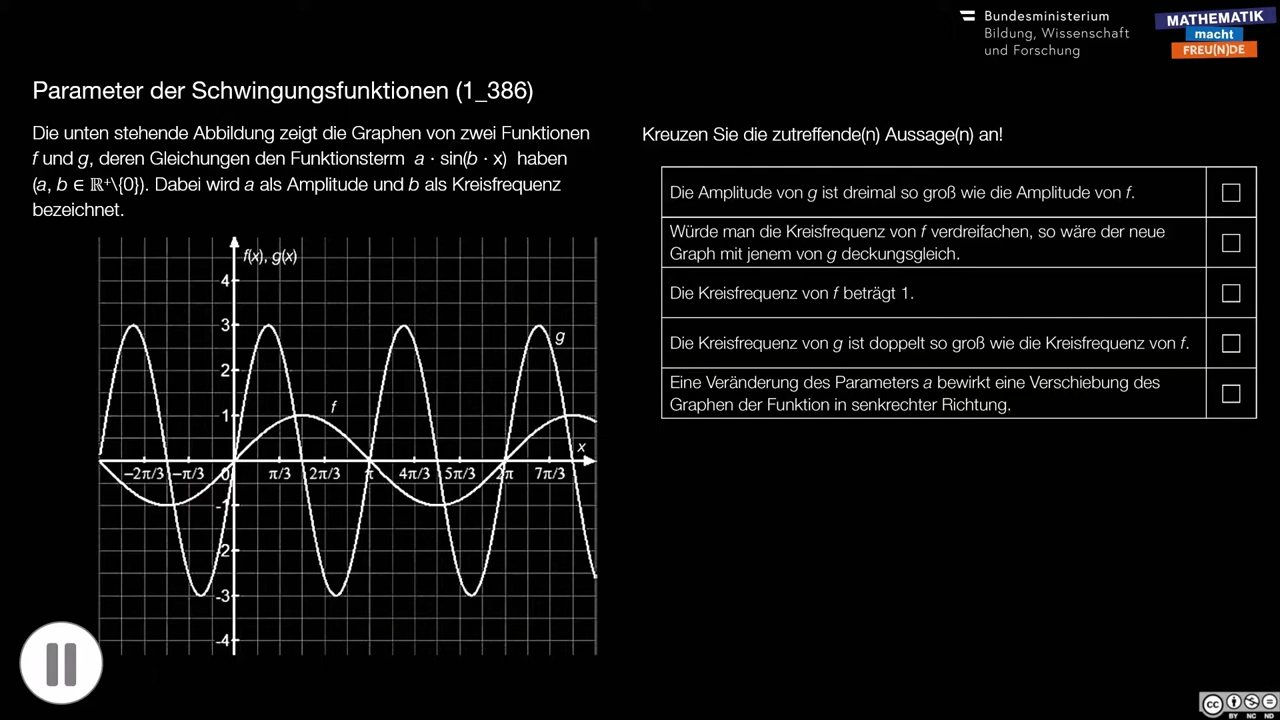 Bundesministerium
Bildung, Wissenschaft
und Forschung
MATHEMATIK
macht
FREU(N)DE
Parameter der Schwingungsfunktionen (1_386)
Die unten stehende Abbildung zeigt die Graphen von zwei Funktionen
f und g, deren Gleichungen den Funktionsterm a · sin(b · x) haben
(a, b ∈ ℝ⁺\{0}). Dabei wird a als Amplitude und b als Kreisfrequenz
bezeichnet.
Kreuzen Sie die zutreffende(n) Aussage(n) an!
Die Amplitude von g ist dreimal so groß wie die Amplitude von f.
Würde man die Kreisfrequenz von f verdreifachen, so wäre der neue
Graph mit jenem von g deckungsgleich.
Die Kreisfrequenz von f beträgt 1.
Die Kreisfrequenz von g ist doppelt so groß wie die Kreisfrequenz von f.
Eine Veränderung des Parameters a bewirkt eine Verschiebung des
Graphen der Funktion in senkrechter Richtung.
f(x), g(x)
4
3
g
2
1
f
x
−2π/3 −π/3 0 π/3 2π/3 π 4π/3 5π/3 2π 7π/3
-1
-2
-3
-4
cc
BY NC ND